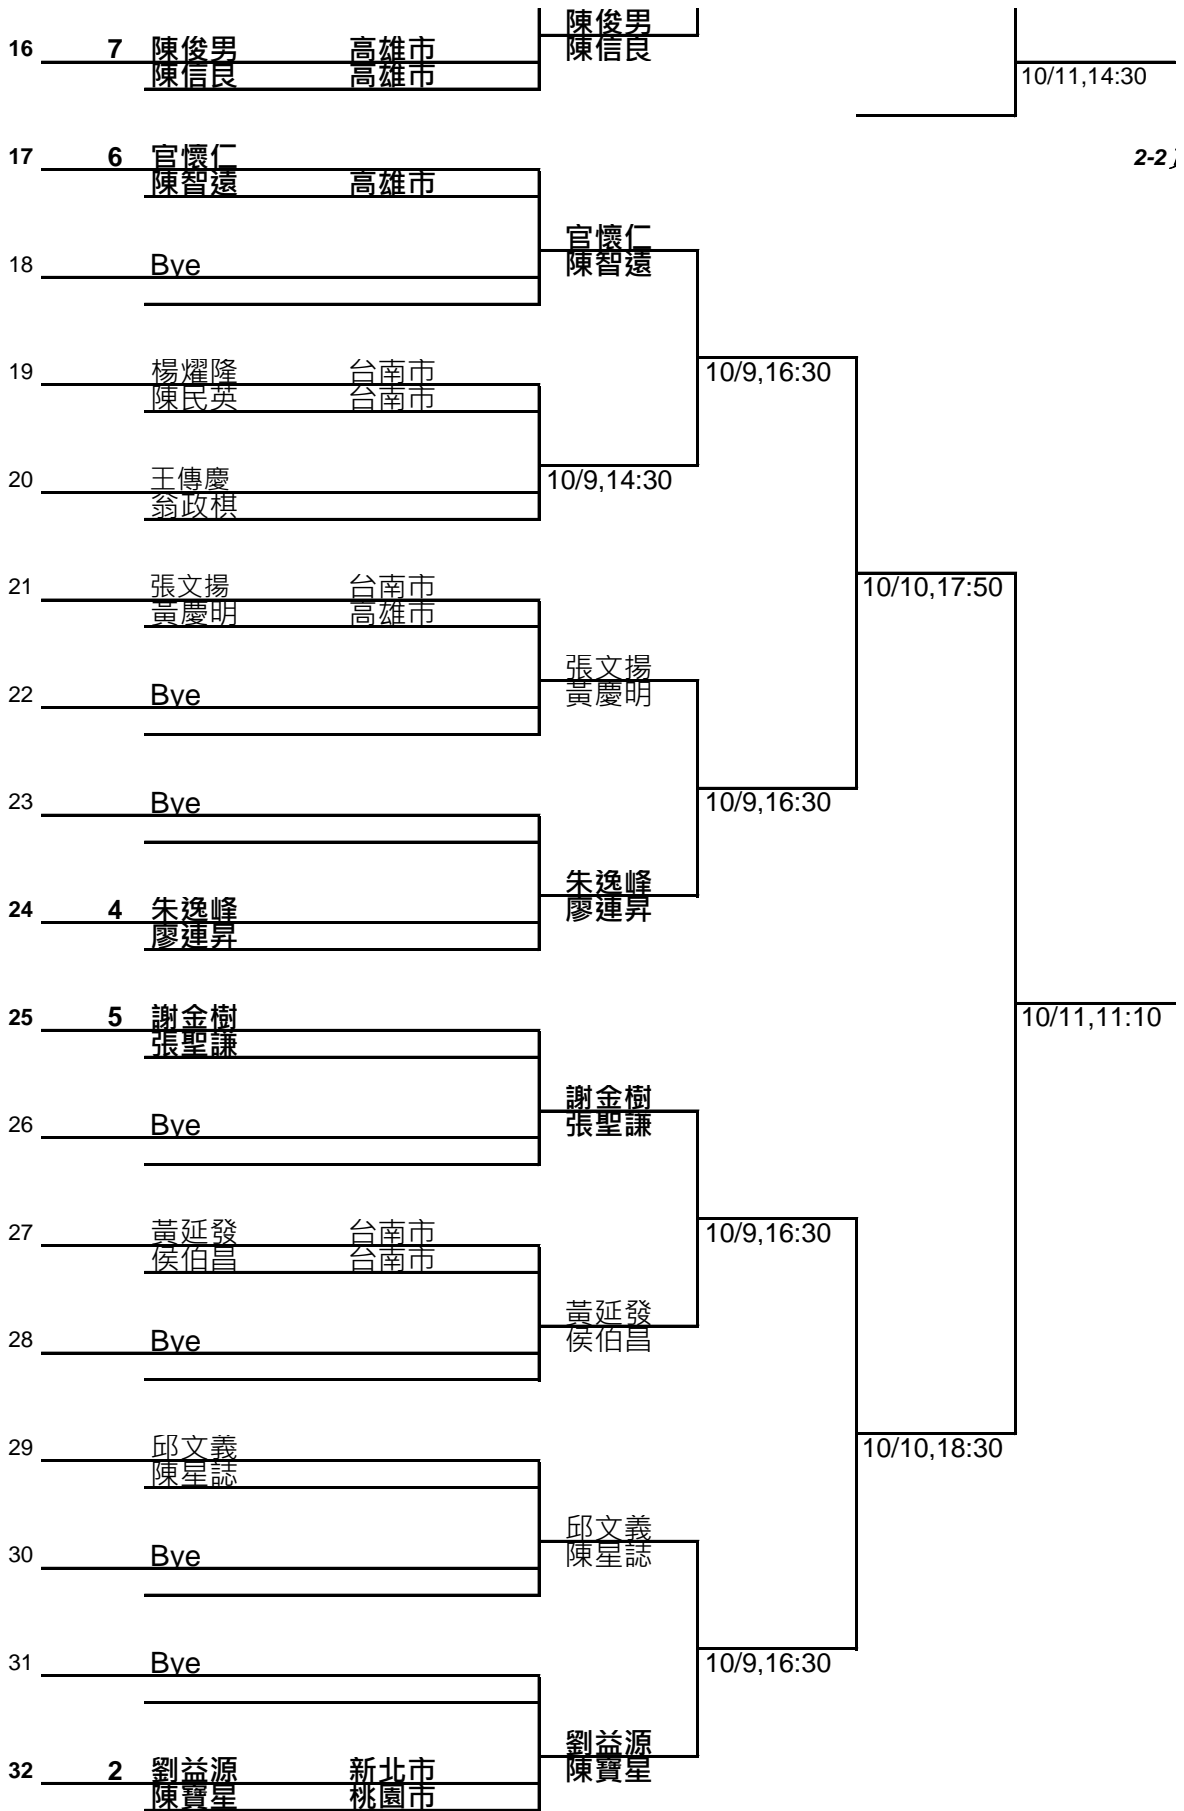 陳俊男
16 7 陳俊男 高雄市 陳信良
陳信良 高雄市 10/11,14:30
17 6 官懷仁 2-2
陳智遠 高雄市
官懷仁
18 Bye 陳智遠
19 楊燿隆 台南市 10/9,16:30
陳民英 台南市
20 王傳慶 10/9,14:30
翁政棋
21 張文揚 台南市 10/10,17:50
黃慶明 高雄市
張文揚
22 Bye 黃慶明
23 Bye 10/9,16:30
朱逸峰
24 4 朱逸峰 廖連昇
廖連昇
25 5 謝金樹 10/11,11:10
張聖謙
謝金樹
26 Bye 張聖謙
27 黃延發 台南市 10/9,16:30
侯伯昌 台南市
黃延發
28 Bye 侯伯昌
29 邱文義 10/10,18:30
陳星誌
邱文義
30 Bye 陳星誌
31 Bye 10/9,16:30
劉益源
32 2 劉益源 新北市 陳寶星
陳寶星 桃園市